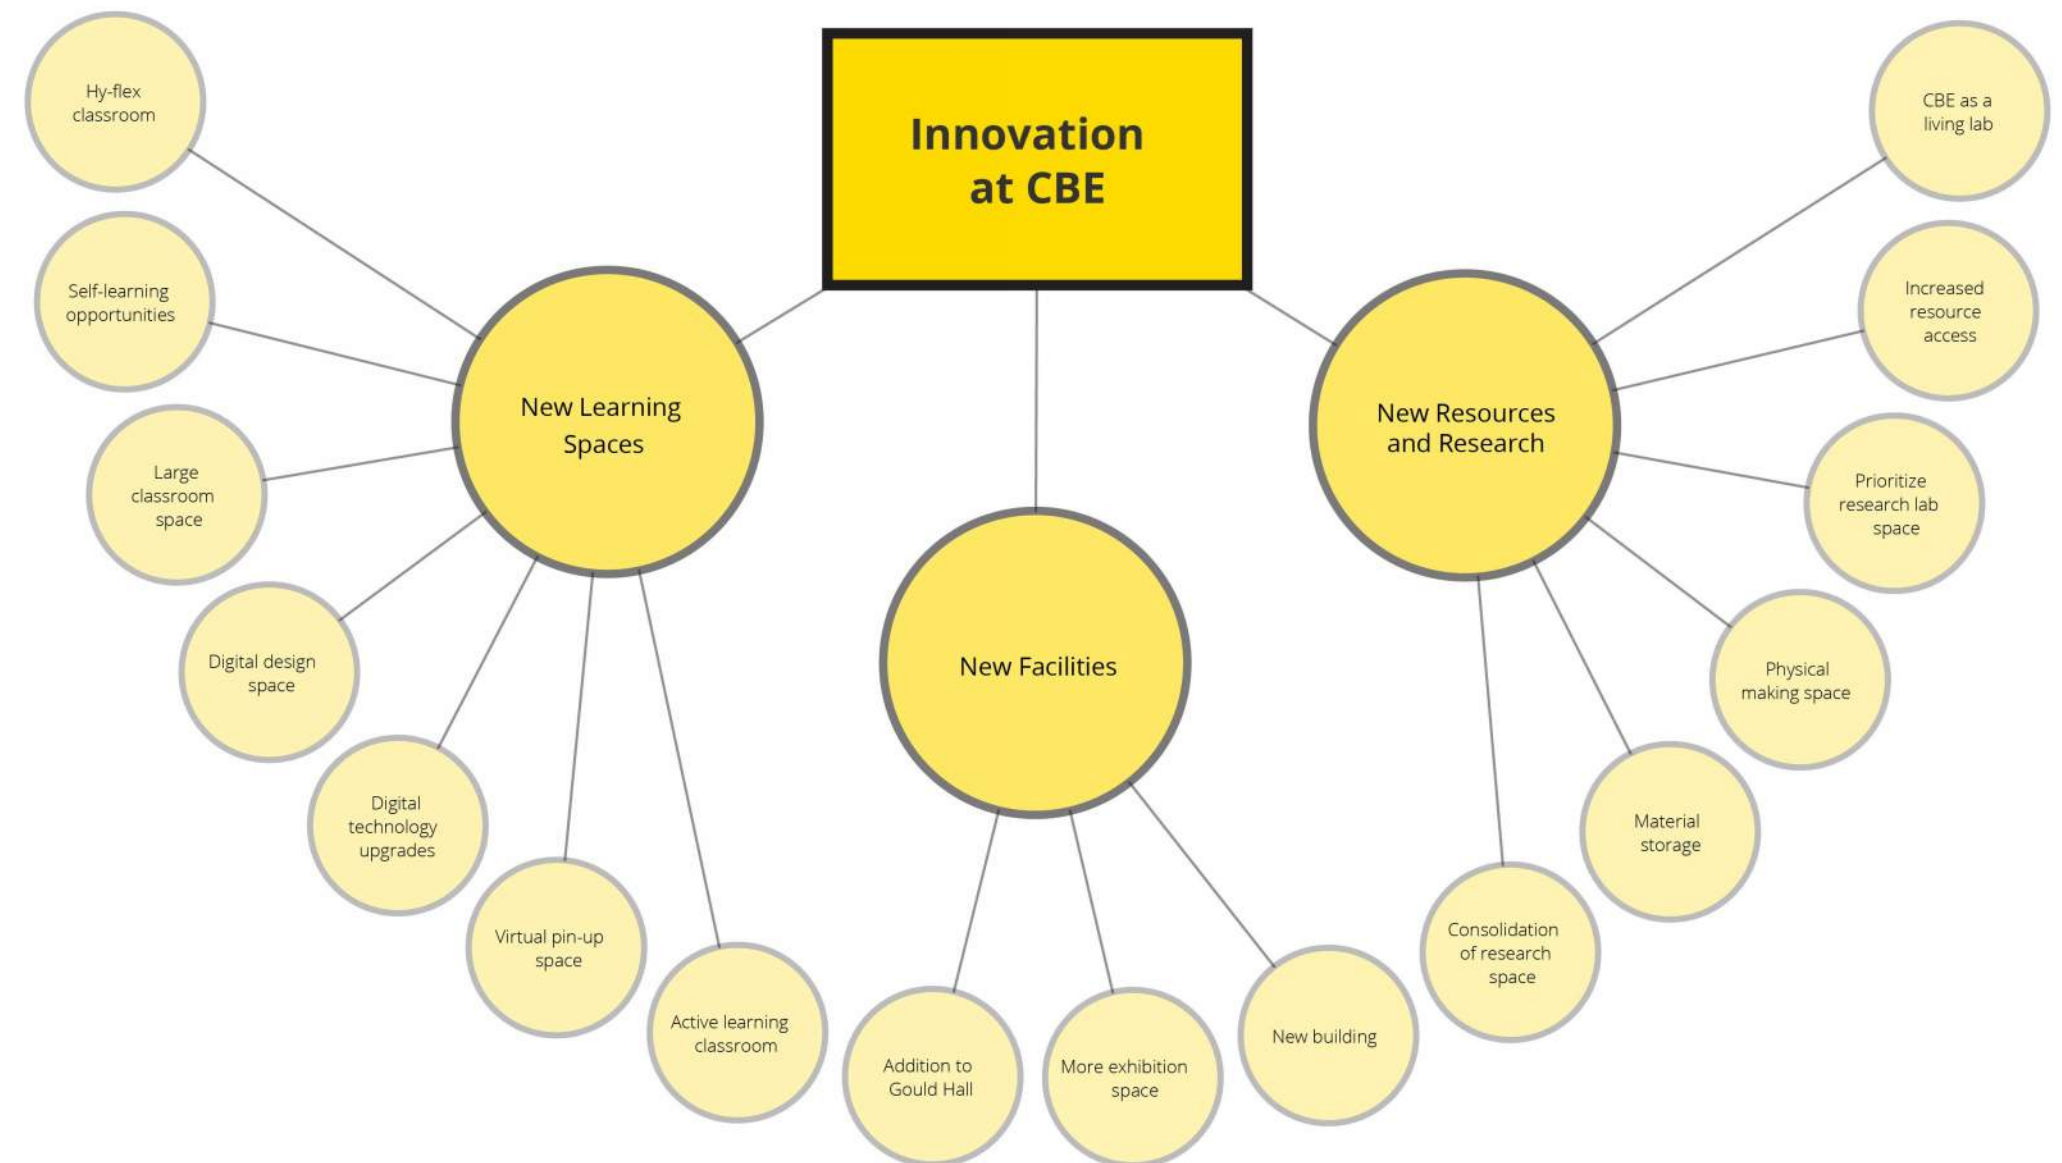 Innovation
at CBE
New Learning
Spaces
Hy-flex
classroom
Self-learning
opportunities
Large
classroom
space
Digital design
space
Digital
technology
upgrades
Virtual pin-up
space
Active learning
classroom
New Facilities
Addition to
Gould Hall
More exhibition
space
New building
New Resources
and Research
CBE as a
living lab
Increased
resource
access
Prioritize
research lab
space
Physical
making space
Material
storage
Consolidation
of research
space